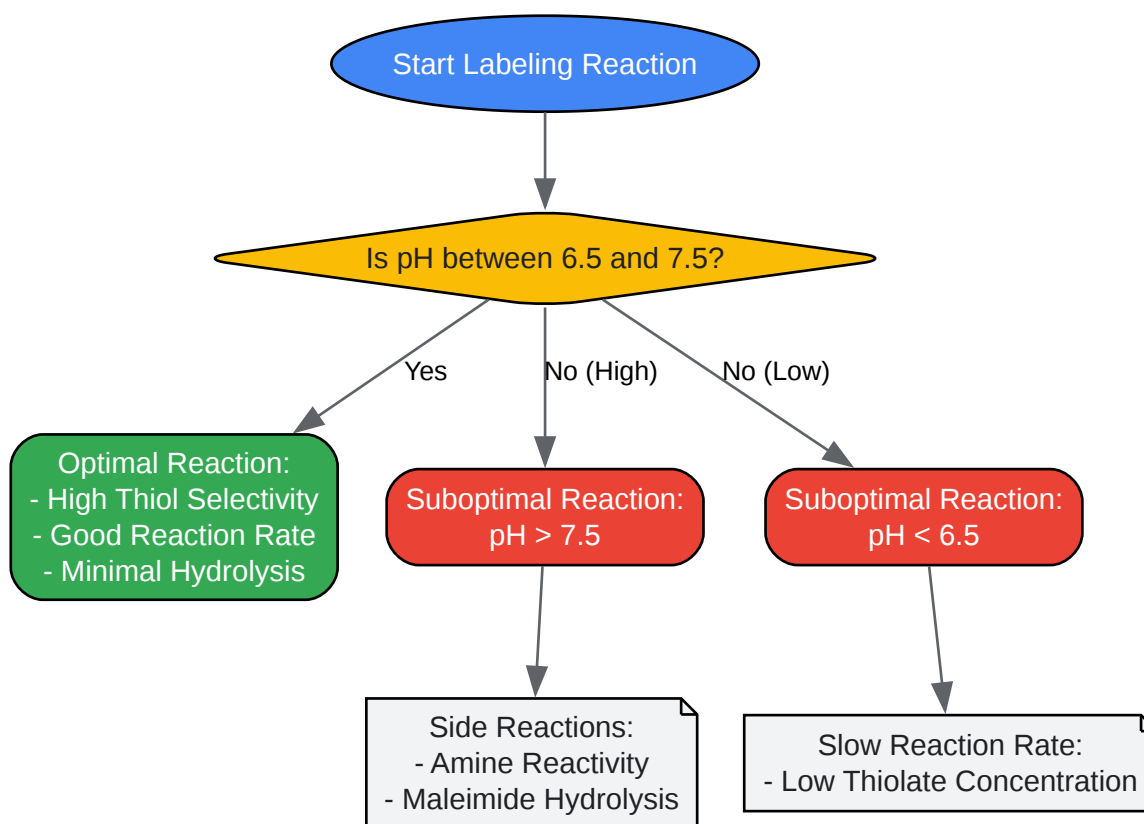 Start Labeling Reaction
Is pH between 6.5 and 7.5?
Yes
No (High)
No (Low)
Optimal Reaction:
- High Thiol Selectivity
- Good Reaction Rate
- Minimal Hydrolysis
Suboptimal Reaction:
pH > 7.5
Suboptimal Reaction:
pH < 6.5
Side Reactions:
- Amine Reactivity
- Maleimide Hydrolysis
Slow Reaction Rate:
- Low Thiolate Concentration